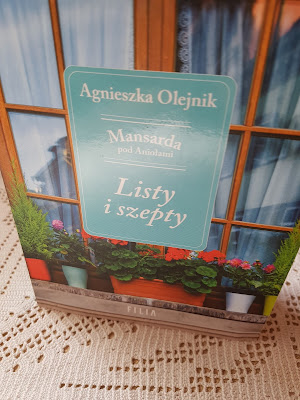 Agnieszka Olejnik
Mansarda
pod Aniołami
Listy
i szepty
FILIA